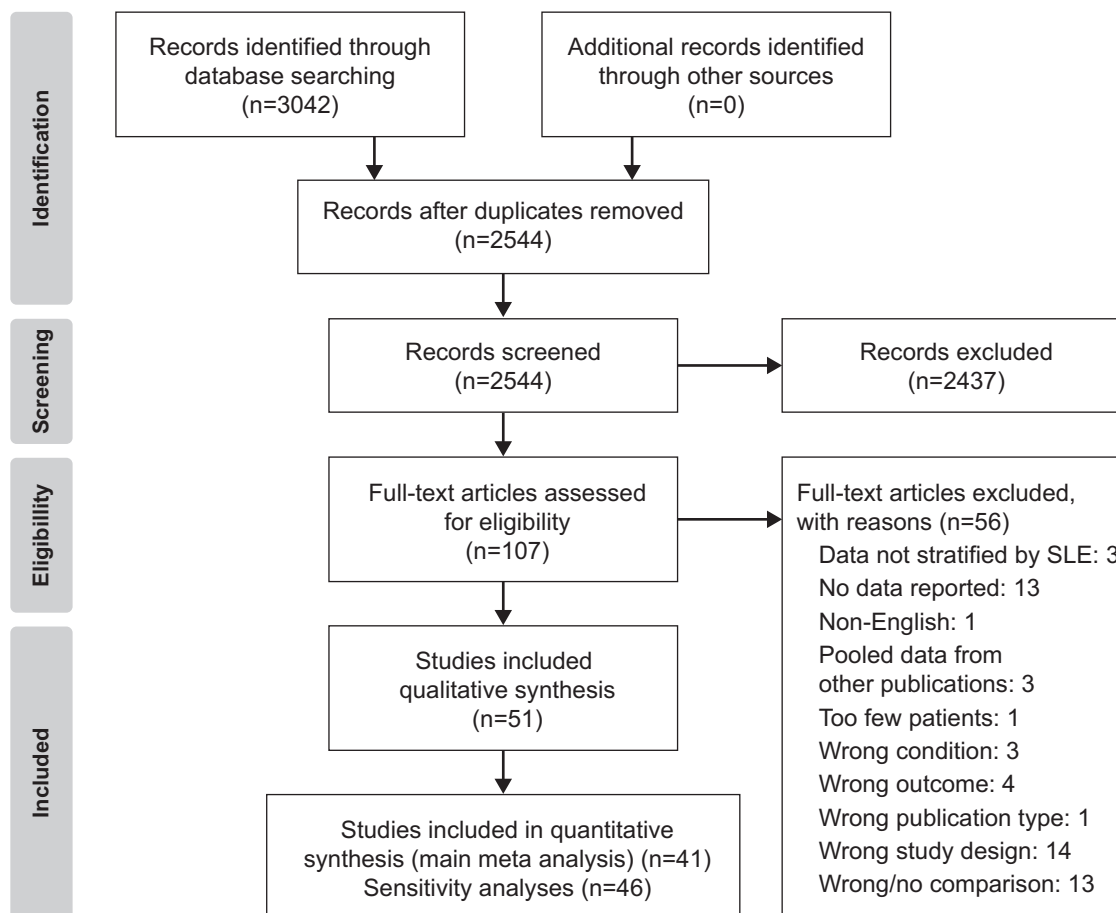 Identification
Records identified through
database searching
(n=3042)
Additional records identified
through other sources
(n=0)
Records after duplicates removed
(n=2544)
Screening
Records screened
(n=2544)
Records excluded
(n=2437)
Eligibillity
Full-text articles assessed
for eligibility
(n=107)
Full-text articles excluded,
with reasons (n=56)
Data not stratified by SLE: 3
No data reported: 13
Non-English: 1
Pooled data from
other publications: 3
Too few patients: 1
Wrong condition: 3
Wrong outcome: 4
Wrong publication type: 1
Wrong study design: 14
Wrong/no comparison: 13
Included
Studies included
qualitative synthesis
(n=51)
Studies included in quantitative
synthesis (main meta analysis) (n=41)
Sensitivity analyses (n=46)